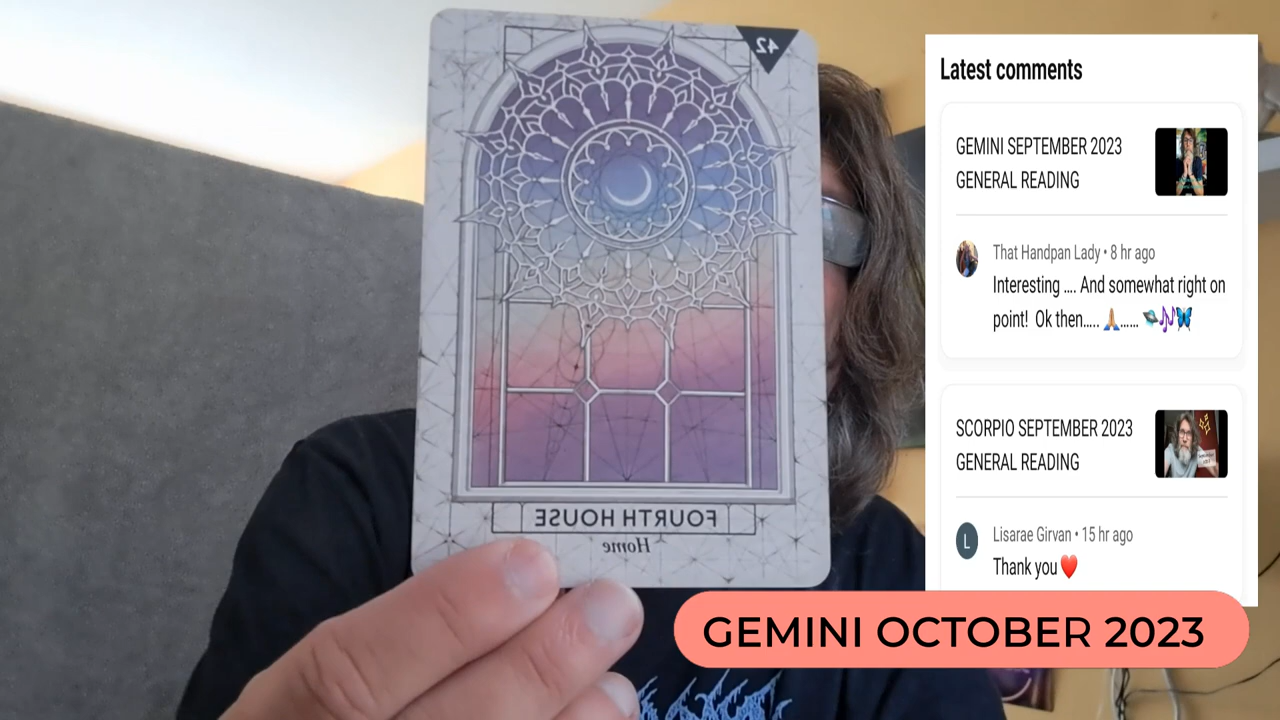 42
FOURTH HOUSE
Home
Latest comments
GEMINI SEPTEMBER 2023
GENERAL READING
That Handpan Lady • 8 hr ago
Interesting .... And somewhat right on
point! Ok then..... 🙏🏼...... 🛸🎶🦋
SCORPIO SEPTEMBER 2023
GENERAL READING
L
Lisarae Girvan • 15 hr ago
Thank you❤️
GEMINI OCTOBER 2023